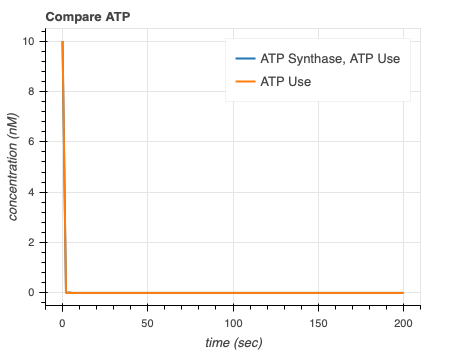 Compare ATP
ATP Synthase, ATP Use
ATP Use
concentration (nM)
10
8
6
4
2
0
0 50 100 150 200
time (sec)